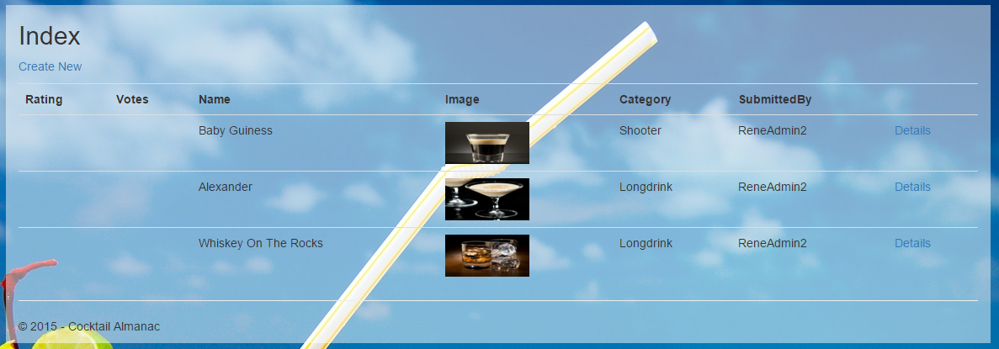 Index
Create New
Rating Votes Name Image Category SubmittedBy
Baby Guiness Shooter ReneAdmin2 Details
Alexander Longdrink ReneAdmin2 Details
Whiskey On The Rocks Longdrink ReneAdmin2 Details
© 2015 - Cocktail Almanac